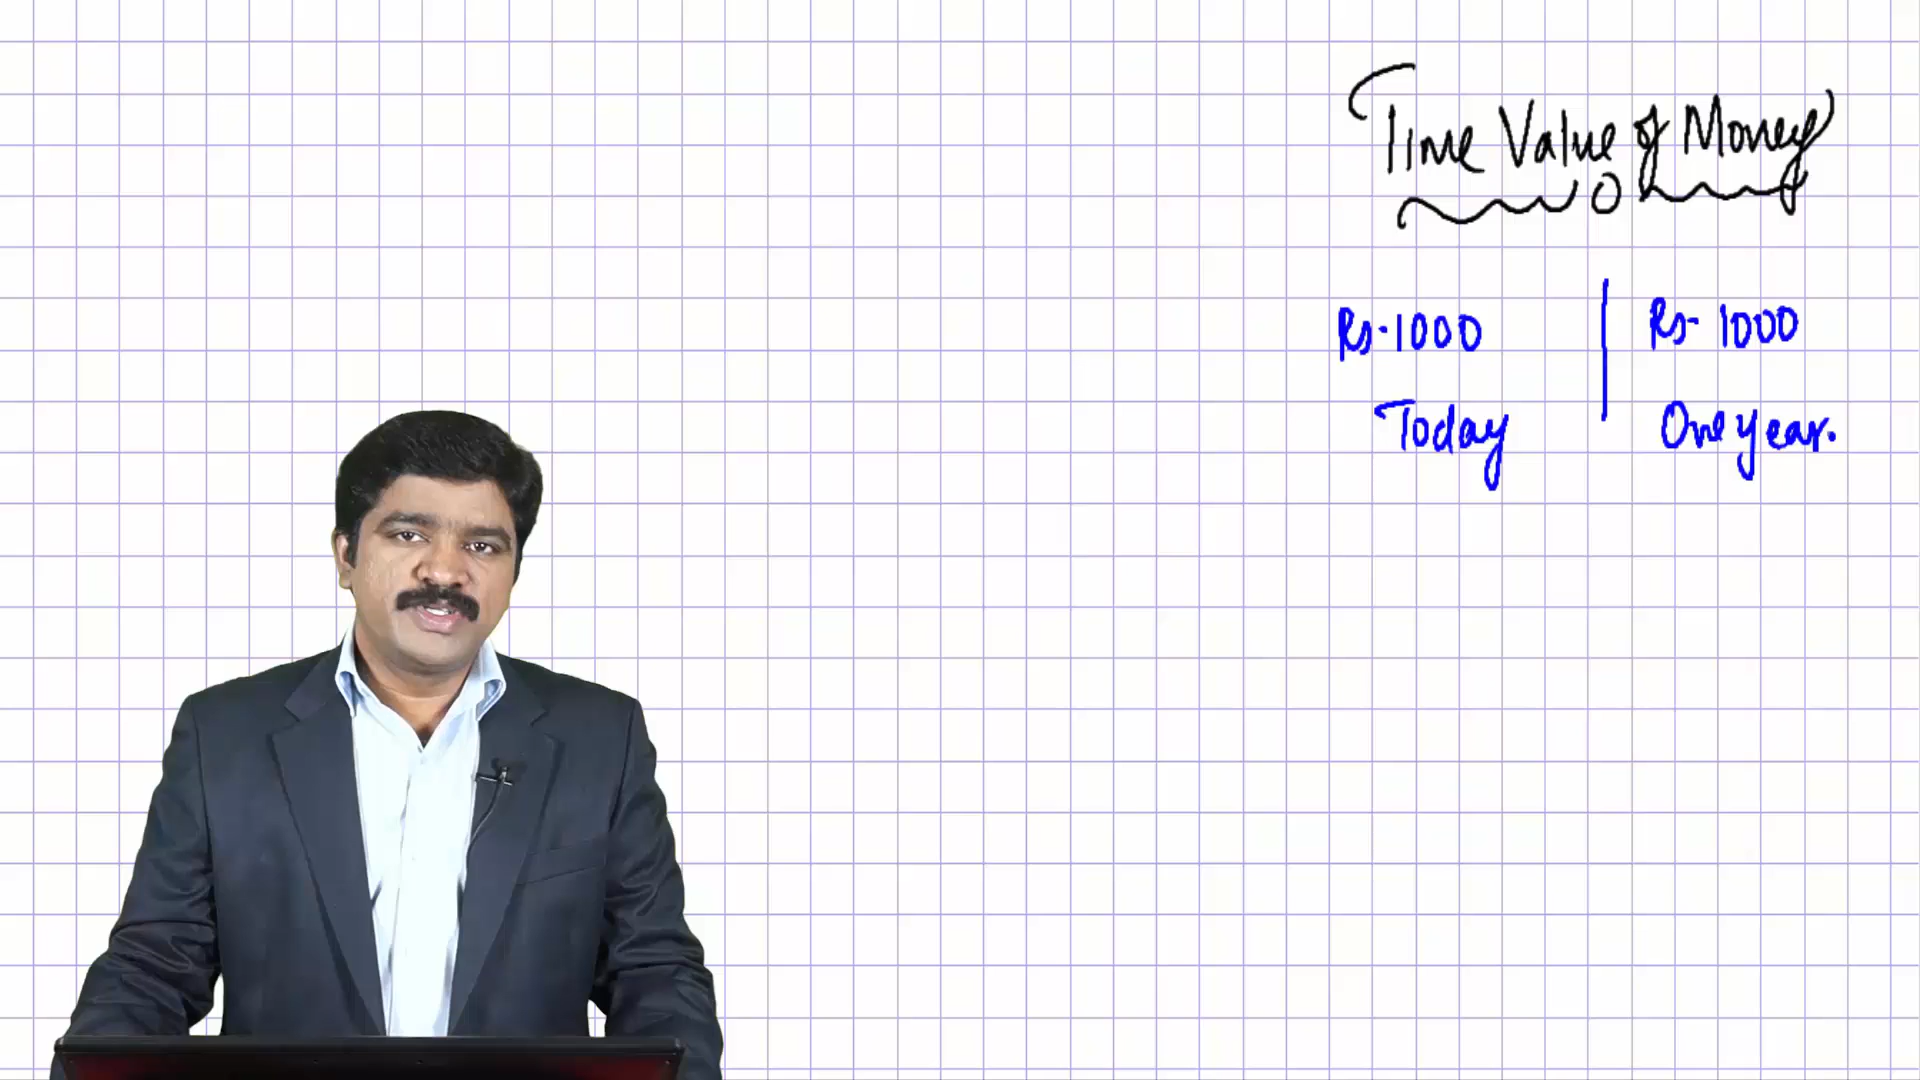 Time Value of Money
Rs. 1000 | Rs. 1000
Today One year.